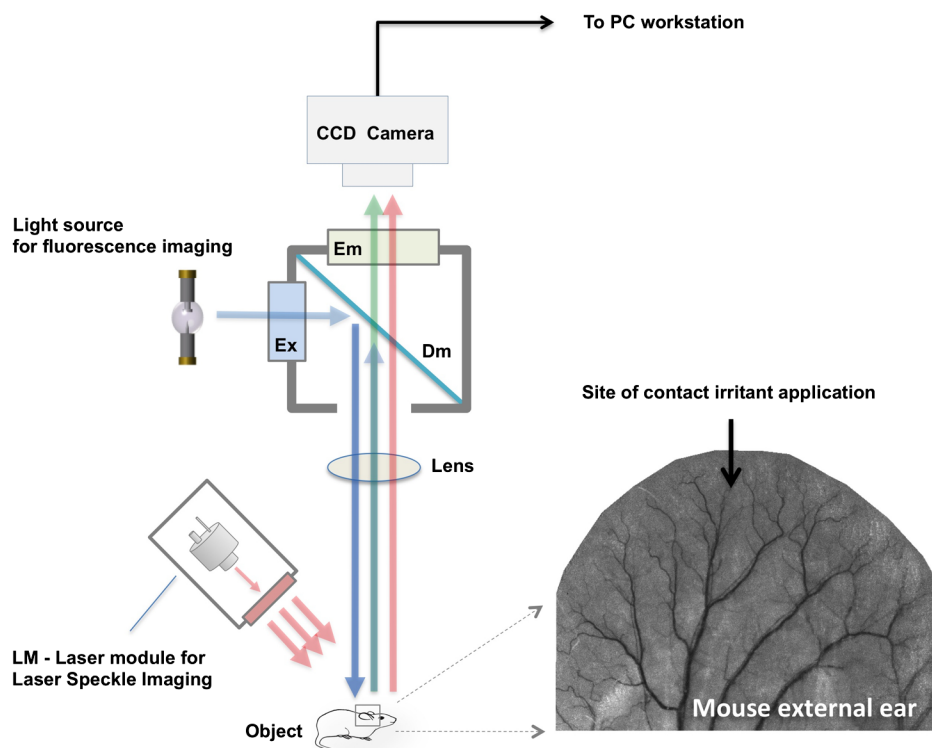 To PC workstation
CCD Camera
Light source
for fluorescence imaging
Em
Ex
Dm
Site of contact irritant application
Lens
LM - Laser module for
Laser Speckle Imaging
Mouse external ear
Object